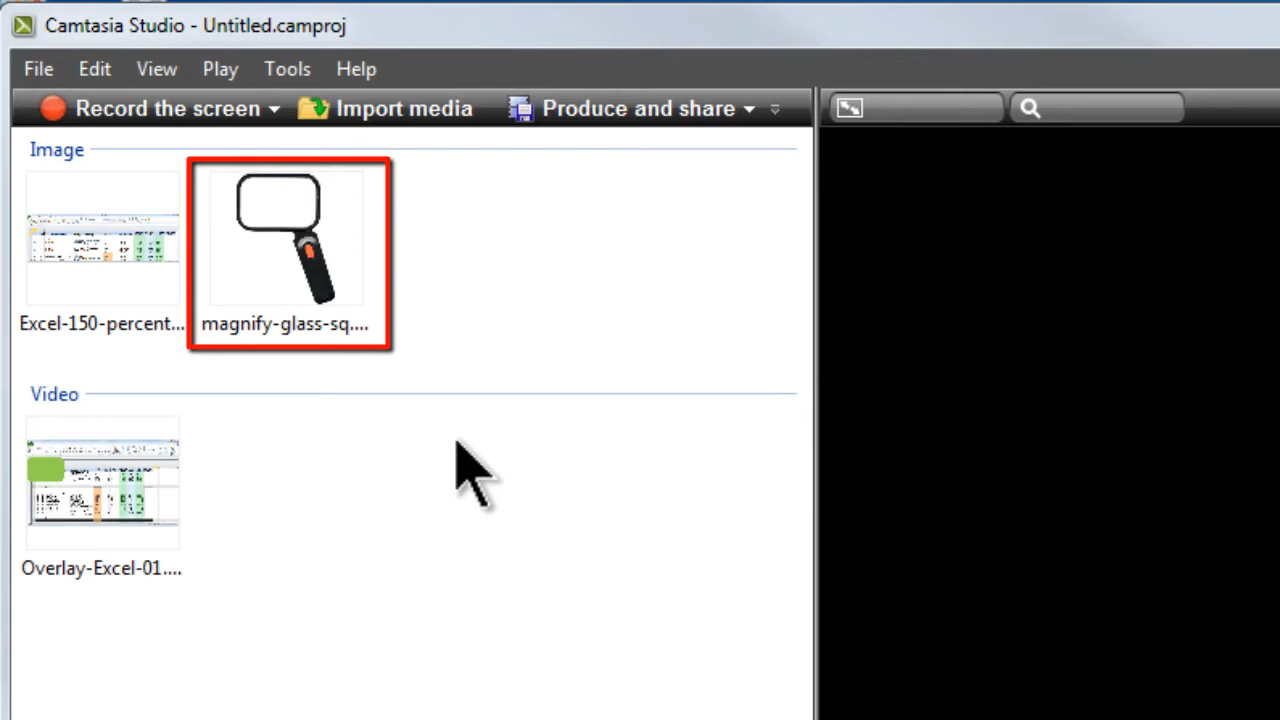 Camtasia Studio - Untitled.camproj
File Edit View Play Tools Help
Record the screen Import media Produce and share
Image
Excel-150-percent... magnify-glass-sq....
Video
Overlay-Excel-01....